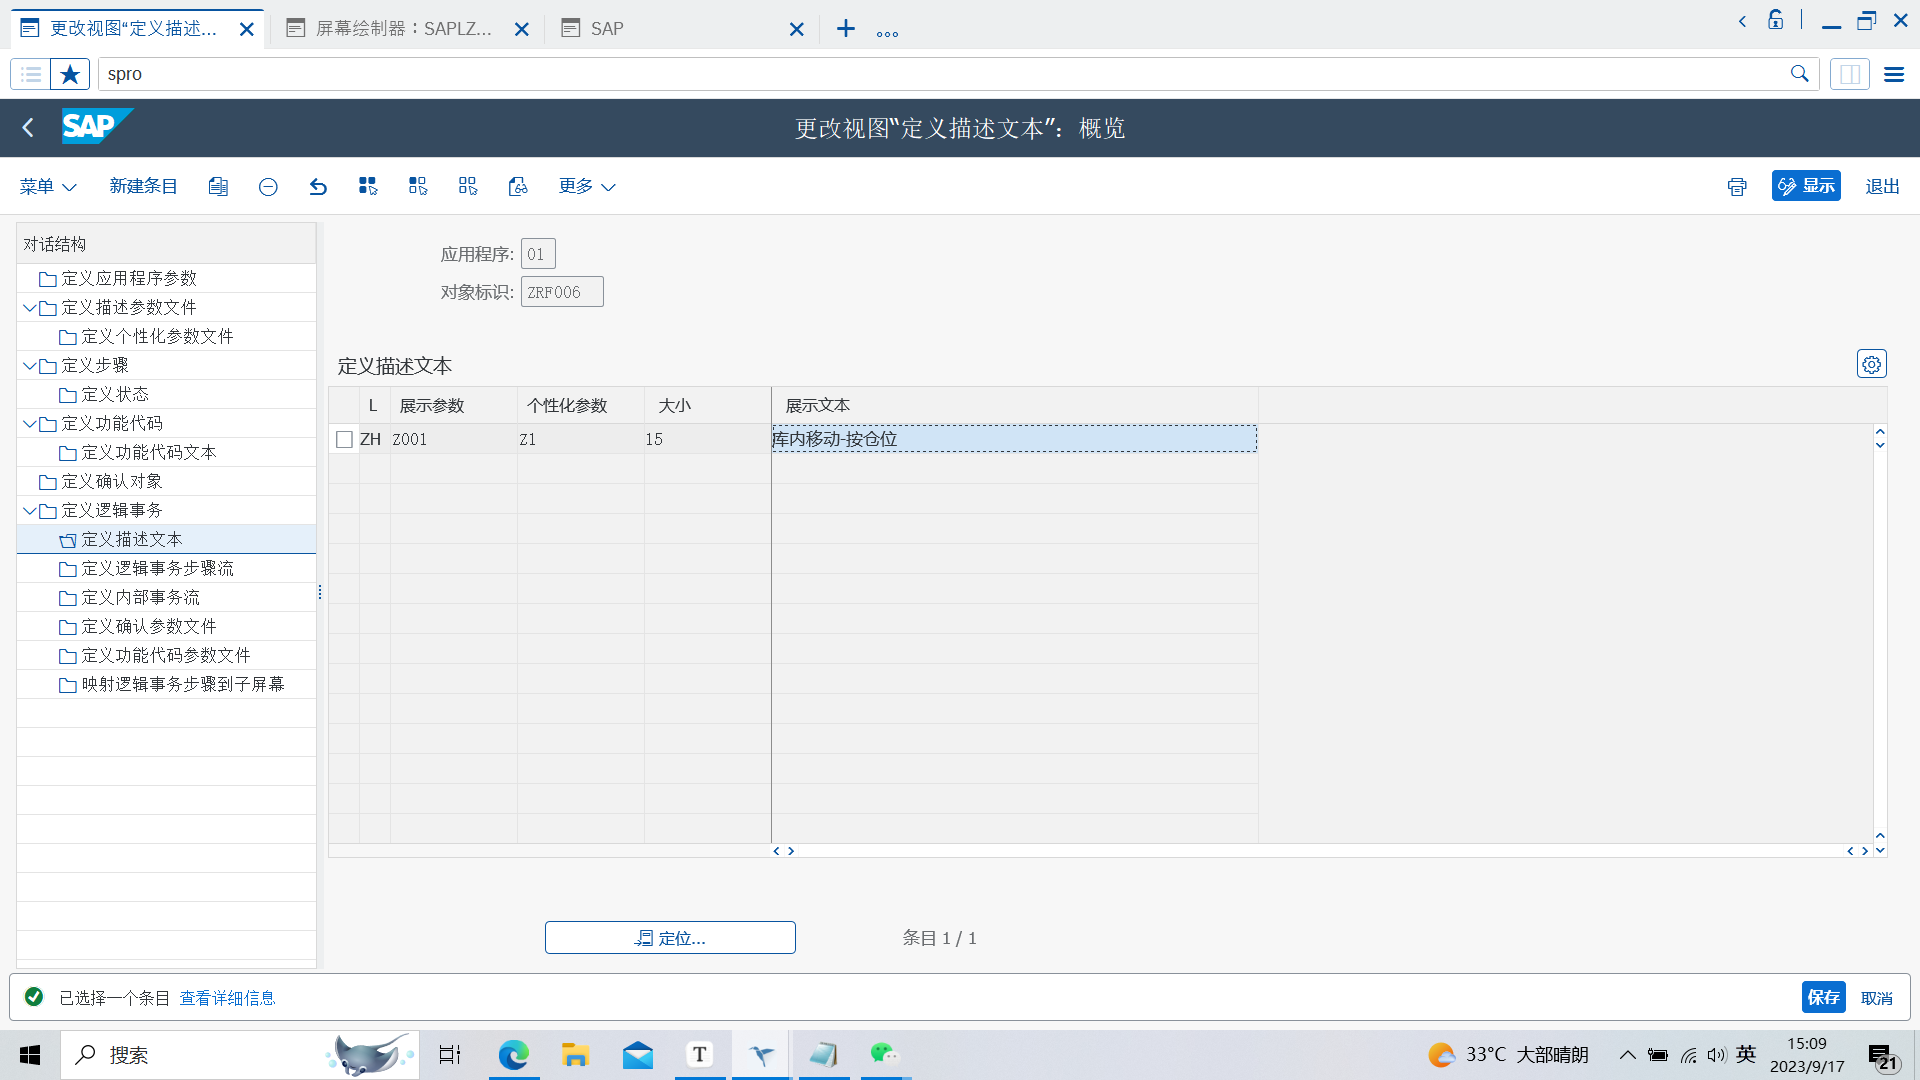 更改视图“定义描述...
屏幕绘制器：SAPLZ...
SAP
spro
SAP
更改视图“定义描述文本”：概览
菜单
新建条目
更多
显示
退出
对话结构
定义应用程序参数
定义描述参数文件
定义个性化参数文件
定义步骤
定义状态
定义功能代码
定义功能代码文本
定义确认对象
定义逻辑事务
定义描述文本
定义逻辑事务步骤流
定义内部事务流
定义确认参数文件
定义功能代码参数文件
映射逻辑事务步骤到子屏幕
应用程序: 01
对象标识: ZRF006
定义描述文本
L 展示参数 个性化参数 大小 展示文本
ZH Z001 Z1 15 库内移动-按仓位
定位...
条目 1 / 1
已选择一个条目 查看详细信息
保存 取消
搜索
T
33°C 大部晴朗
英
15:09
2023/9/17
21